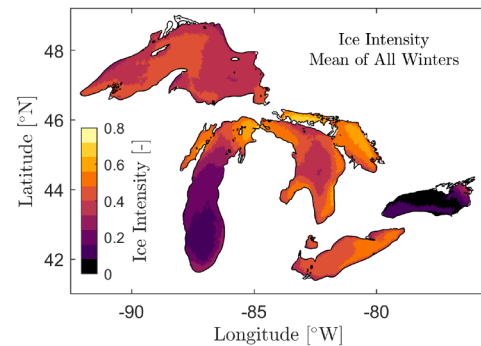 Ice Intensity
Mean of All Winters
48
46
44
42
Latitude [°N]
0.8
0.6
0.4
0.2
0
Ice Intensity [-]
-90
-85
-80
Longitude [°W]